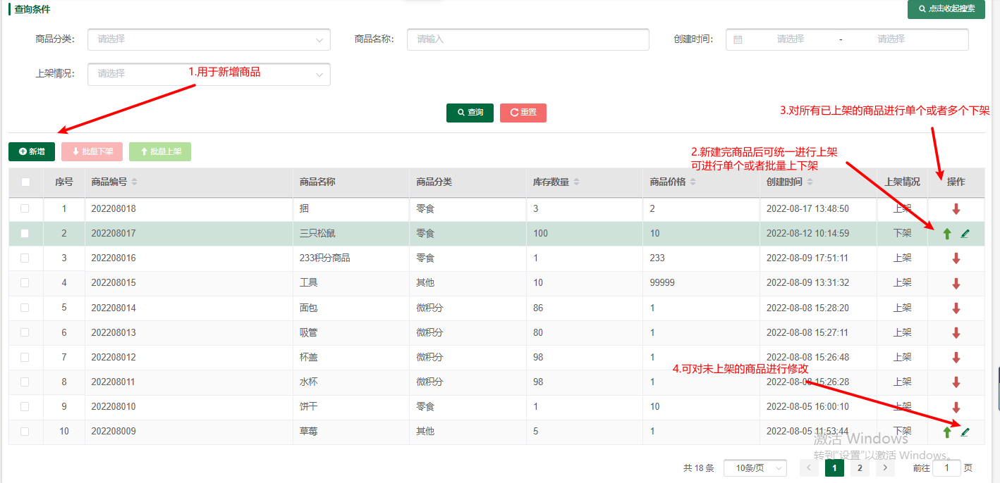 查询条件
点击收起搜索
商品分类: 请选择 商品名称: 请输入 创建时间: 请选择 - 请选择
上架情况: 请选择
1.用于新增商品
查询 重置
3.对所有已上架的商品进行单个或者多个下架
新增 批量下架 批量上架
2.新建完商品后可统一进行上架
可进行单个或者批量上下架
序号 商品编号 商品名称 商品分类 库存数量 商品价格 创建时间 上架情况 操作
1 202208018 捆 零食 3 2 2022-08-17 13:48:50 上架
2 202208017 三只松鼠 零食 100 10 2022-08-12 10:14:59 下架
3 202208016 233积分商品 零食 1 233 2022-08-09 17:51:11 上架
4 202208015 工具 其他 10 99999 2022-08-09 13:31:32 上架
5 202208014 面包 微积分 86 1 2022-08-08 15:28:20 上架
6 202208013 吸管 微积分 80 1 2022-08-08 15:27:11 上架
7 202208012 杯盖 微积分 98 1 2022-08-08 15:26:48 上架
4.可对未上架的商品进行修改
8 202208011 水杯 微积分 98 1 2022-08-08 15:26:28 上架
9 202208010 饼干 零食 1 10 2022-08-05 16:00:10 上架
10 202208009 草莓 其他 5 1 2022-08-05 11:53:44 下架
激活 Windows
转到“设置”以激活 Windows。
共 18 条 10条/页 1 2 前往 1 页